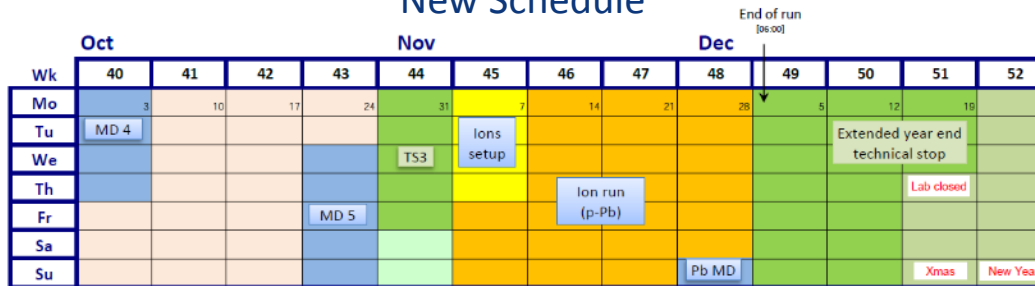 New Schedule
End of run
[06:00]
Oct Nov Dec
Wk 40 41 42 43 44 45 46 47 48 49 50 51 52
Mo 3 10 17 24 31 7 14 21 28 5 12 19
Tu MD 4 Ions Extended year end
We TS3 setup technical stop
Th Ion run Lab closed
Fr MD 5 (p-Pb)
Sa
Su Pb MD Xmas New Yea